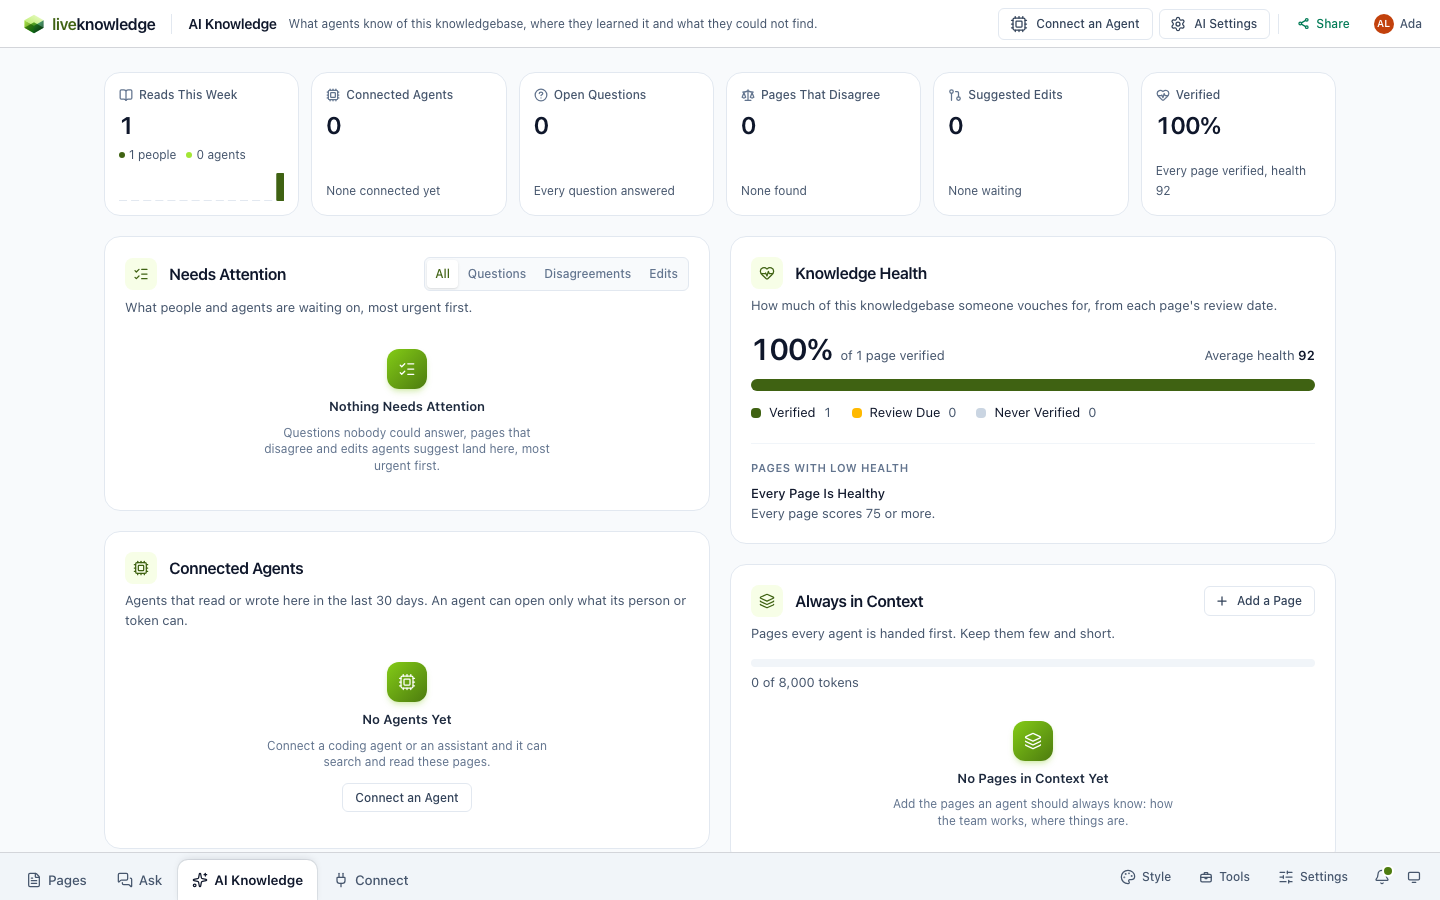 liveknowledge
AI Knowledge
What agents know of this knowledgebase, where they learned it and what they could not find.
Connect an Agent
AI Settings
Share
AL
Ada
Reads This Week
1
1 people
0 agents
Connected Agents
0
None connected yet
Open Questions
0
Every question answered
Pages That Disagree
0
None found
Suggested Edits
0
None waiting
Verified
100%
Every page verified, health
92
Needs Attention
All
Questions
Disagreements
Edits
What people and agents are waiting on, most urgent first.
Nothing Needs Attention
Questions nobody could answer, pages that
disagree and edits agents suggest land here, most
urgent first.
Connected Agents
Agents that read or wrote here in the last 30 days. An agent can open only what its person or
token can.
No Agents Yet
Connect a coding agent or an assistant and it can
search and read these pages.
Connect an Agent
Knowledge Health
How much of this knowledgebase someone vouches for, from each page's review date.
100% of 1 page verified
Average health 92
Verified 1
Review Due 0
Never Verified 0
PAGES WITH LOW HEALTH
Every Page Is Healthy
Every page scores 75 or more.
Always in Context
Add a Page
Pages every agent is handed first. Keep them few and short.
0 of 8,000 tokens
No Pages in Context Yet
Add the pages an agent should always know: how
the team works, where things are.
Pages
Ask
AI Knowledge
Connect
Style
Tools
Settings